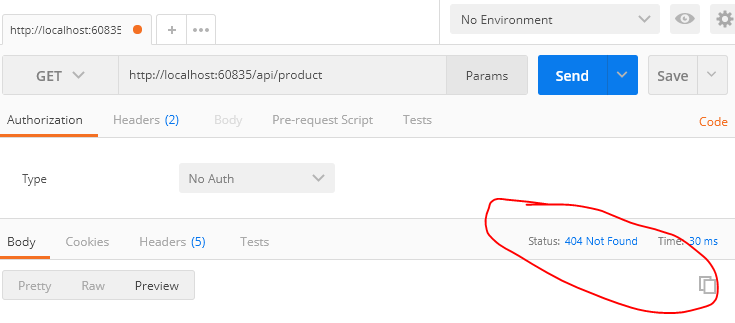 No Environment
http://localhost:60835
GET http://localhost:60835/api/product Params Send Save
Authorization Headers (2) Body Pre-request Script Tests Code
Type No Auth
Body Cookies Headers (5) Tests Status: 404 Not Found Time: 30 ms
Pretty Raw Preview